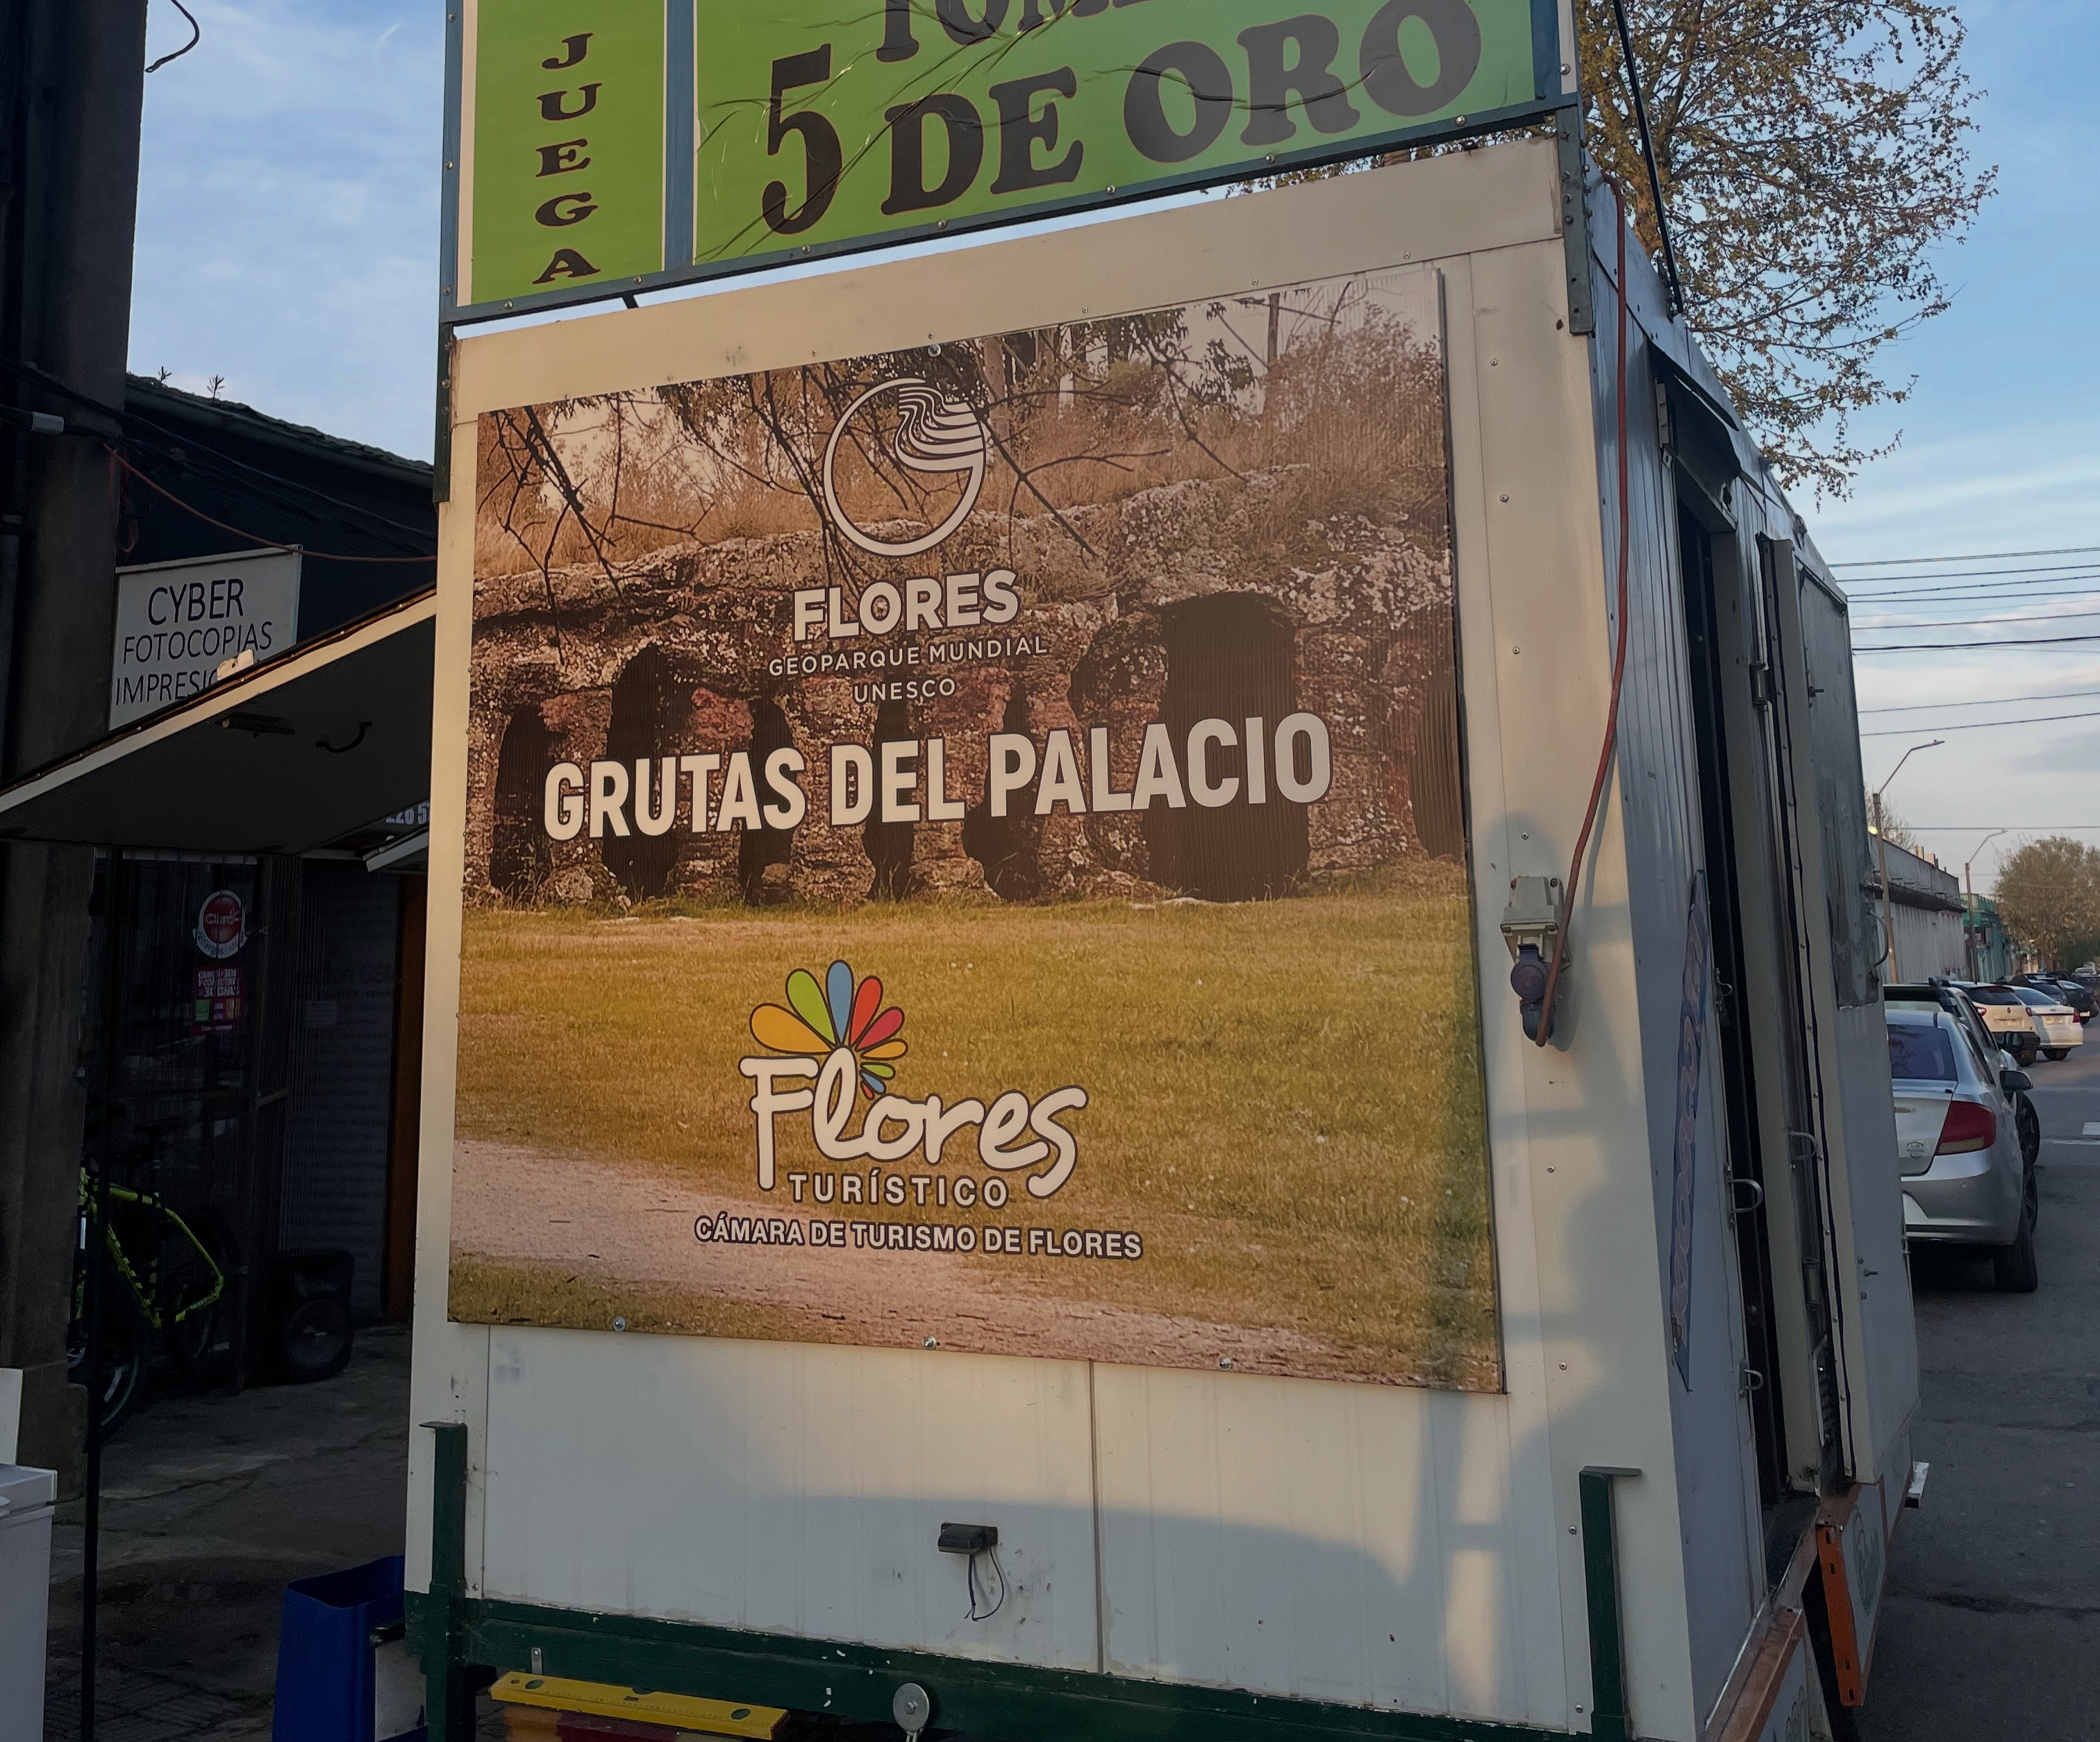 JUEGA
5 DE ORO
FLORES
GEOPARQUE MUNDIAL
UNESCO
GRUTAS DEL PALACIO
Flores
TURÍSTICO
CÁMARA DE TURISMO DE FLORES
CYBER
FOTOCOPIAS
Claro